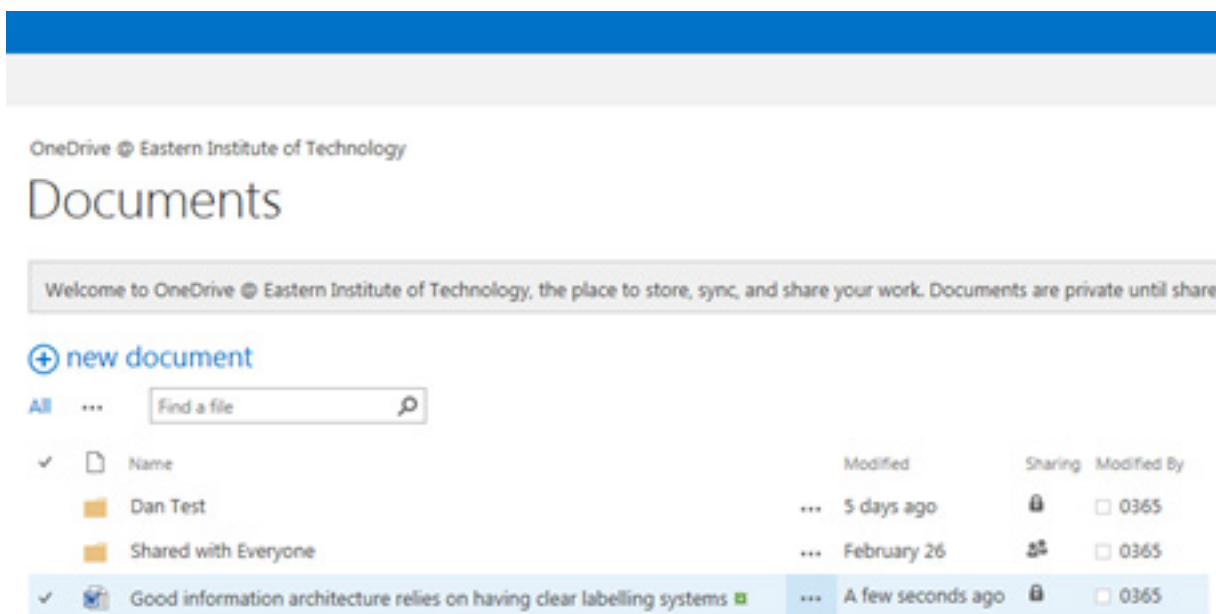 OneDrive @ Eastern Institute of Technology
Documents
Welcome to OneDrive @ Eastern Institute of Technology, the place to store, sync, and share your work. Documents are private until share
new document
All ... Find a file
Name Modified Sharing Modified By
Dan Test ... 5 days ago 0365
Shared with Everyone ... February 26 0365
Good information architecture relies on having clear labelling systems ... A few seconds ago 0365